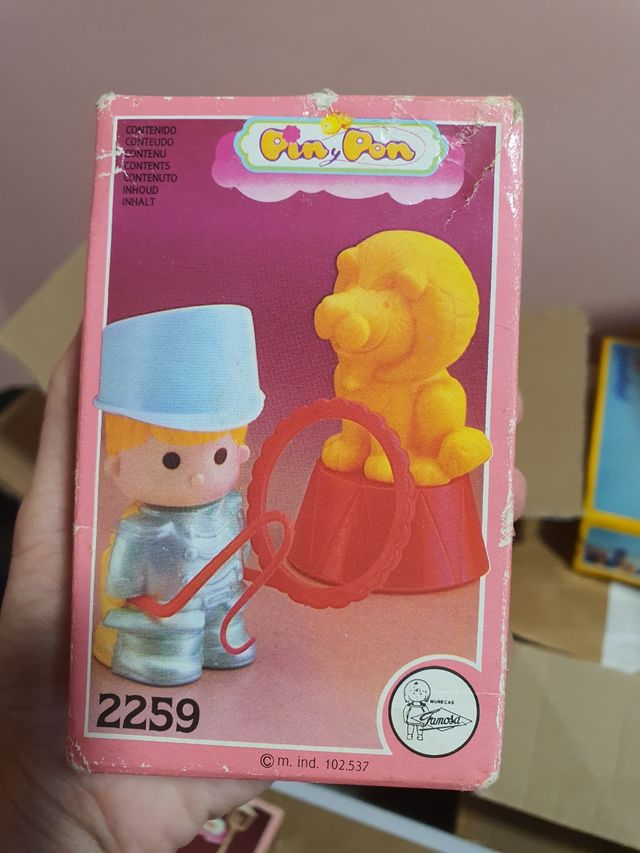 CONTENIDO
CONTEUDO
CONTENU
CONTENTS
CONTENUTO
INHOUD
INHALT
Pin y Pon
MUÑECAS
Famosa
2259
© m. ind. 102.537